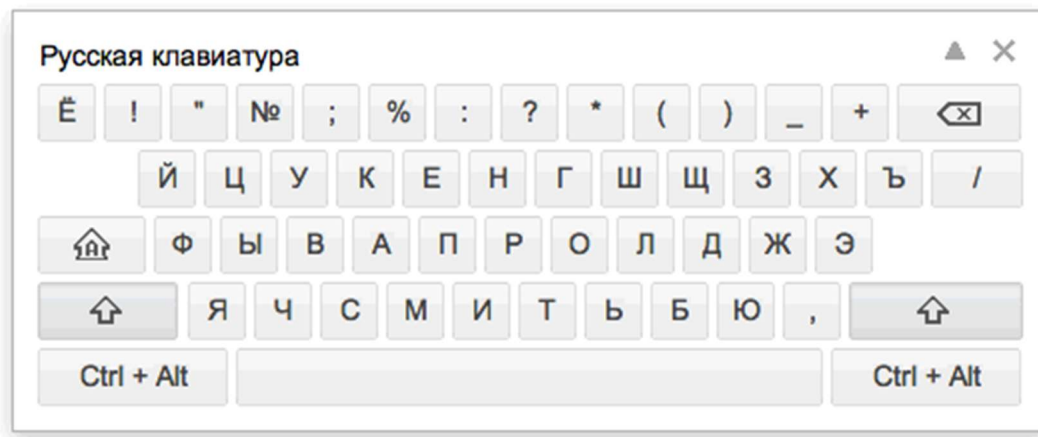 Русская клавиатура
Ё ! " № ; % : ? * ( ) _ +
Й Ц У К Е Н Г Ш Щ З Х Ъ /
Ф Ы В А П Р О Л Д Ж Э
Я Ч С М И Т Ь Б Ю ,
Ctrl + Alt Ctrl + Alt